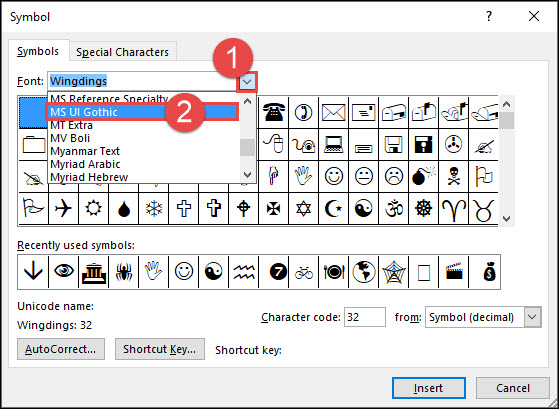 Symbol
Symbols Special Characters
1
Font: Wingdings
MS Reference Specialty
MS UI Gothic
2
MT Extra
MV Boli
Myanmar Text
Myriad Arabic
Myriad Hebrew
Recently used symbols:
Unicode name:
Wingdings: 32
Character code: 32 from: Symbol (decimal)
AutoCorrect... Shortcut Key... Shortcut key:
Insert Cancel